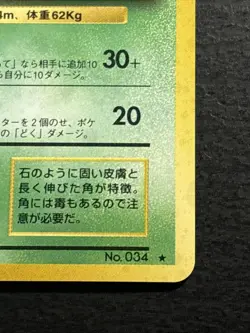 4m、体重62Kg
って」なら相手に追加10 30+
ら自分に10ダメージ。
ターを2個のせ、ポケ 20
の「どく」ダメージ。
石のように固い皮膚と
長く伸びた角が特徴。
角には毒もあるので注
意が必要だ。
No. 034 ★